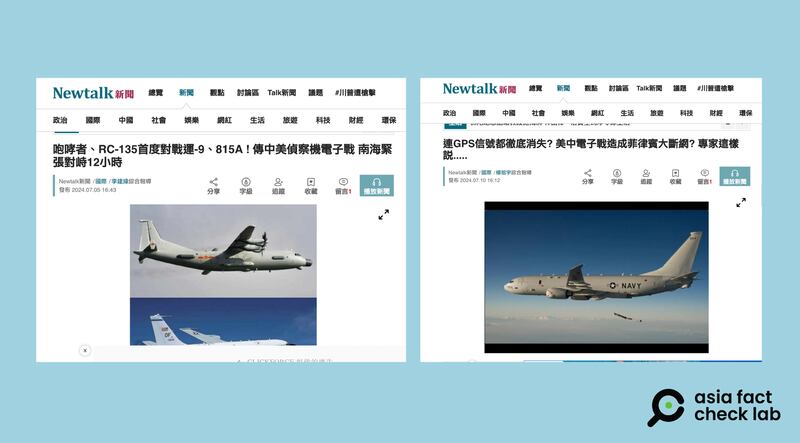 Newtalk新聞
總覽 新聞 觀點 討論區 Talk新聞 議題 #川普遭槍擊
政治 國際 中國 社會 娛樂 網紅 生活 旅遊 科技 財經 環保
咆哮者、RC-135首度對戰運-9、815A ! 傳中美偵察機電子戰 南海緊
張對峙12小時
Newtalk新聞 /國際 /李建緯綜合報導
發布 2024.07.05 16:43
分享 字級 追蹤 收藏 留言1 播放新聞
x
Newtalk新聞
總覽 新聞 觀點 討論區 Talk新聞 議題 #川普遭槍擊
政治 國際 中國 社會 娛樂 網紅 生活 旅遊 科技 財經 環保
連GPS信號都徹底消失? 美中電子戰造成菲律賓大斷網? 專家這樣
説.....
Newtalk新聞 /國際
發布 2024.07.10 16:12
分享 字級 追蹤 收藏 留言1 播放新聞
NAVY
asia fact
check lab